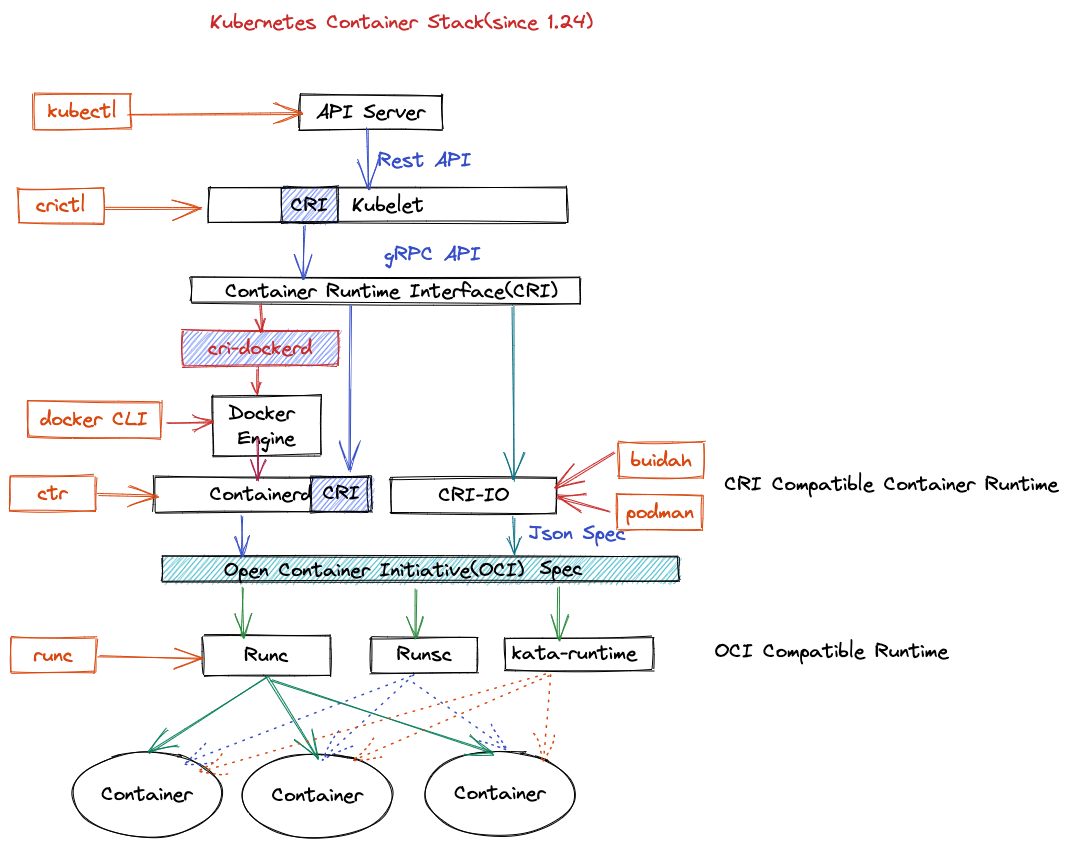 Kubernetes Container Stack(since 1.24)
kubectl
API Server
Rest API
crictl
CRI
Kubelet
gRPC API
Container Runtime Interface(CRI)
cri-dockerd
docker CLI
Docker
Engine
buidah
ctr
Containerd
CRI
CRI-IO
CRI Compatible Container Runtime
podman
Json Spec
Open Container Initiative(OCI) Spec
runc
Runc
Runsc
kata-runtime
OCI Compatible Runtime
Container
Container
Container